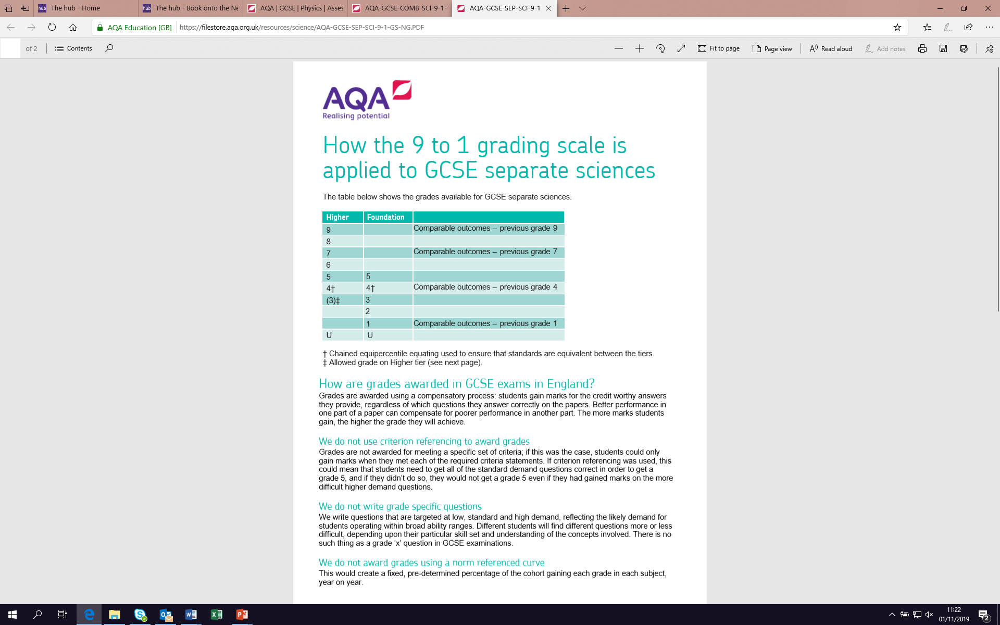 The hub - Home
The hub - Book onto the Ne
AQA | GCSE | Physics | Asses
AQA-GCSE-COMB-SCI-9-1-
AQA-GCSE-SEP-SCI-9-1
AQA Education [GB] https://filestore.aqa.org.uk/resources/science/AQA-GCSE-SEP-SCI-9-1-GS-NG.PDF
of 2 Contents Fit to page Page view Read aloud Add notes
AQA
Realising potential
How the 9 to 1 grading scale is
applied to GCSE separate sciences
The table below shows the grades available for GCSE separate sciences.
Higher Foundation
9 Comparable outcomes – previous grade 9
8
7 Comparable outcomes – previous grade 7
6
5 5
4† 4† Comparable outcomes – previous grade 4
(3)‡ 3
2
1 Comparable outcomes – previous grade 1
U U
† Chained equipercentile equating used to ensure that standards are equivalent between the tiers.
‡ Allowed grade on Higher tier (see next page).
How are grades awarded in GCSE exams in England?
Grades are awarded using a compensatory process: students gain marks for the credit worthy answers
they provide, regardless of which questions they answer correctly on the papers. Better performance in
one part of a paper can compensate for poorer performance in another part. The more marks students
gain, the higher the grade they will achieve.
We do not use criterion referencing to award grades
Grades are not awarded for meeting a specific set of criteria; if this was the case, students could only
gain marks when they met each of the required criteria statements. If criterion referencing was used, this
could mean that students need to get all of the standard demand questions correct in order to get a
grade 5, and if they didn't do so, they would not get a grade 5 even if they had gained marks on the more
difficult higher demand questions.
We do not write grade specific questions
We write questions that are targeted at low, standard and high demand, reflecting the likely demand for
students operating within broad ability ranges. Different students will find different questions more or less
difficult, depending upon their particular skill set and understanding of the concepts involved. There is no
such thing as a grade 'x' question in GCSE examinations.
We do not award grades using a norm referenced curve
This would create a fixed, pre-determined percentage of the cohort gaining each grade in each subject,
year on year.
11:22
01/11/2019
2